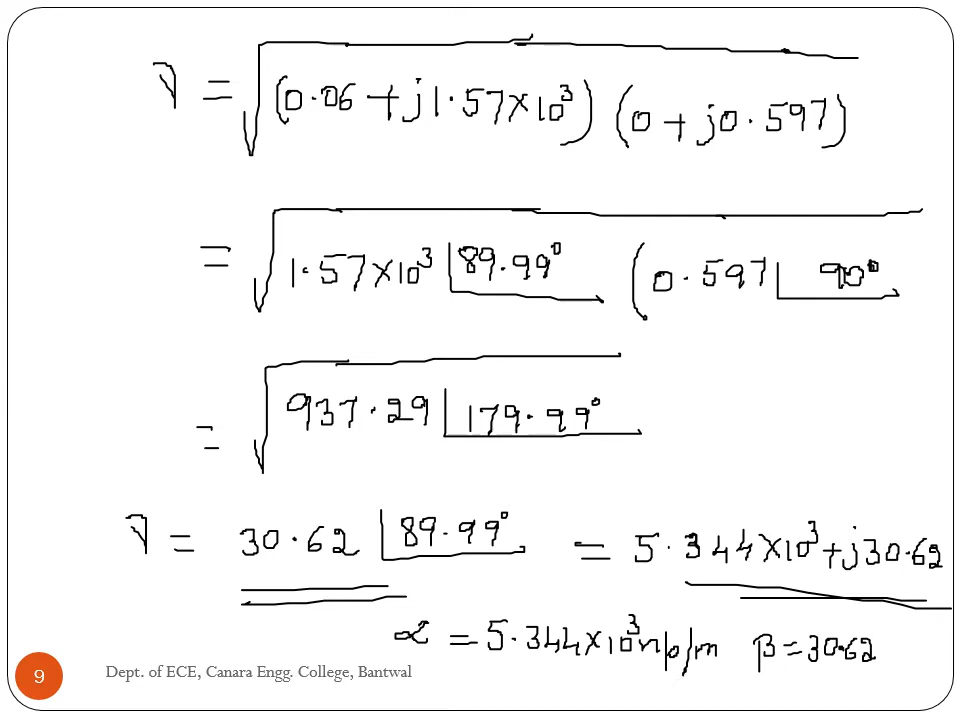 γ = √(0.06 + j1.57×10³) (0 + j0.597)
= √1.57×10³ ∠89.99° (0.597 ∠90°
= √937.29 ∠179.99°
γ = 30.62 ∠89.99° = 5.344×10³ + j30.62
α = 5.344×10³ np/m β = 30.62
9 Dept. of ECE, Canara Engg. College, Bantwal